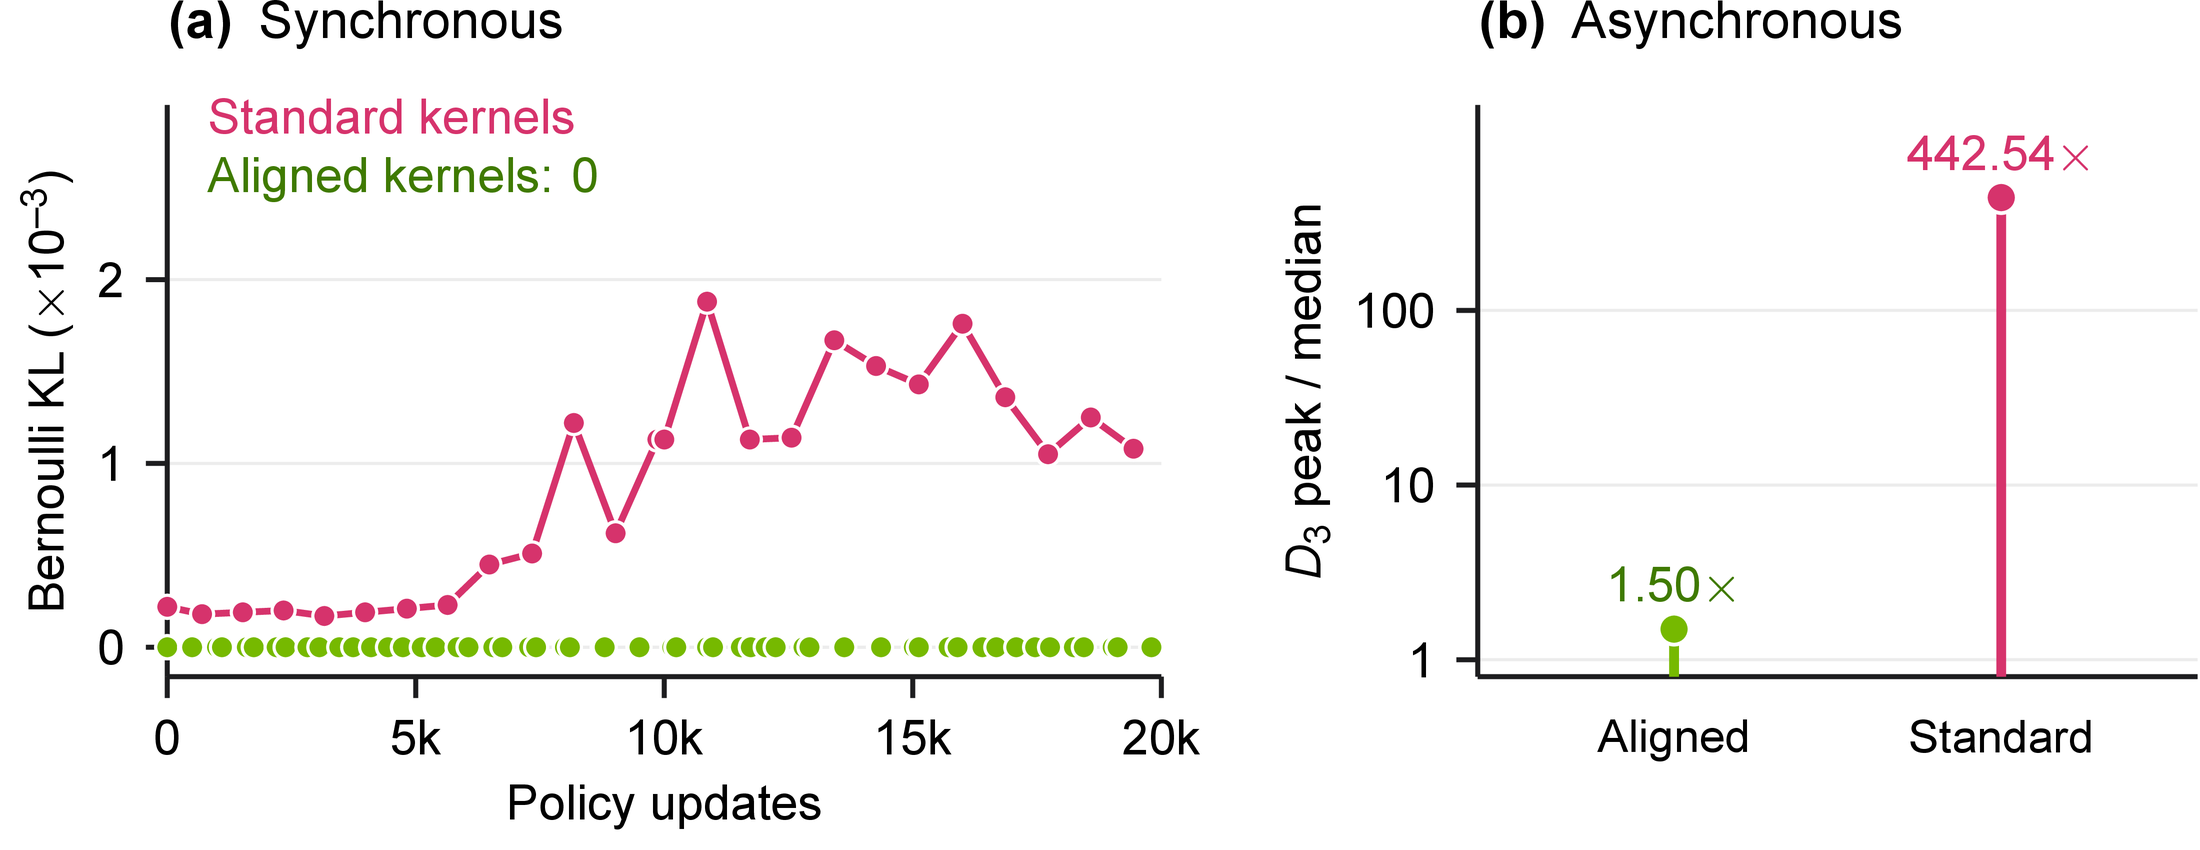 (a) Synchronous
Standard kernels
Aligned kernels: 0
Bernoulli KL (×10⁻³)
2
1
0
0 5k 10k 15k 20k
Policy updates
(b) Asynchronous
D₃ peak / median
100
10
1
442.54×
1.50×
Aligned Standard